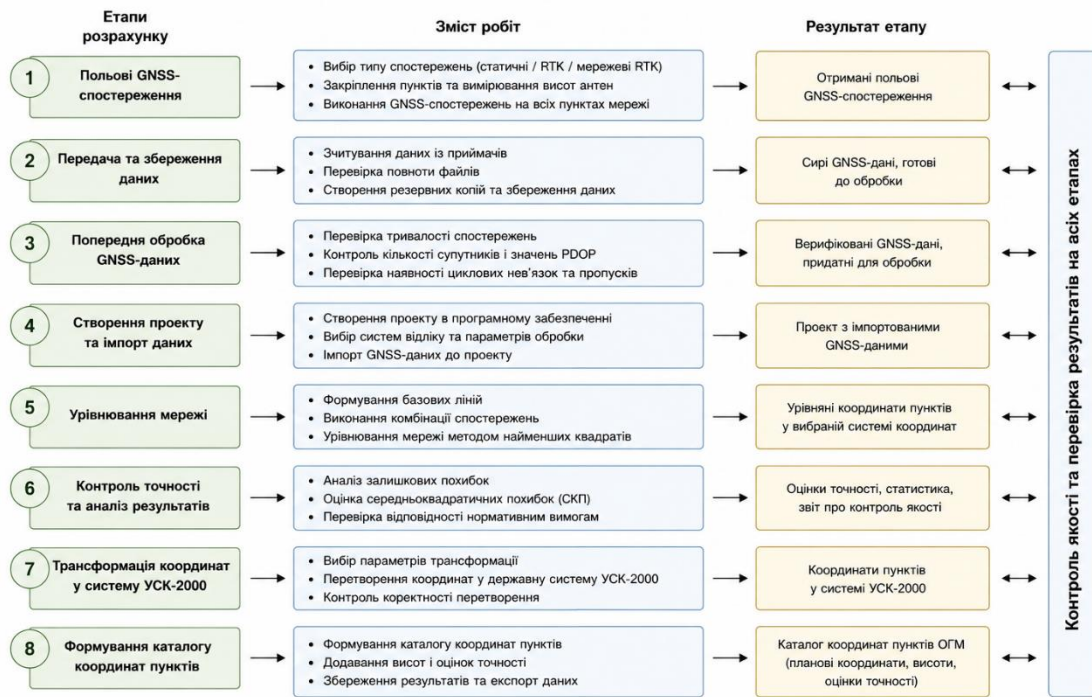 Етапи
розрахунку
Зміст робіт
Результат етапу
1
Польові GNSS-
спостереження
• Вибір типу спостережень (статичні / RTK / мережеві RTK)
• Закріплення пунктів та вимірювання висот антен
• Виконання GNSS-спостережень на всіх пунктах мережі
Отримані польові
GNSS-спостереження
2
Передача та збереження
даних
• Зчитування даних із приймачів
• Перевірка повноти файлів
• Створення резервних копій та збереження даних
Сирі GNSS-дані, готові
до обробки
3
Попередня обробка
GNSS-даних
• Перевірка тривалості спостережень
• Контроль кількості супутників і значень PDOP
• Перевірка наявності циклових нев'язок та пропусків
Верифіковані GNSS-дані,
придатні для обробки
4
Створення проекту
та імпорт даних
• Створення проекту в програмному забезпеченні
• Вибір систем відліку та параметрів обробки
• Імпорт GNSS-даних до проекту
Проект з імпортованими
GNSS-даними
5
Урівнювання мережі
• Формування базових ліній
• Виконання комбінації спостережень
• Урівнювання мережі методом найменших квадратів
Урівняні координати пунктів
у вибраній системі координат
6
Контроль точності
та аналіз результатів
• Аналіз залишкових похибок
• Оцінка середньоквадратичних похибок (СКП)
• Перевірка відповідності нормативним вимогам
Оцінки точності, статистика,
звіт про контроль якості
7
Трансформація координат
у систему УСК-2000
• Вибір параметрів трансформації
• Перетворення координат у державну систему УСК-2000
• Контроль коректності перетворення
Координати пунктів
у системі УСК-2000
8
Формування каталогу
координат пунктів
• Формування каталогу координат пунктів
• Додавання висот і оцінок точності
• Збереження результатів та експорт даних
Каталог координат пунктів ОГМ
(планові координати, висоти,
оцінки точності)
Контроль якості та перевірка результатів на всіх етапах